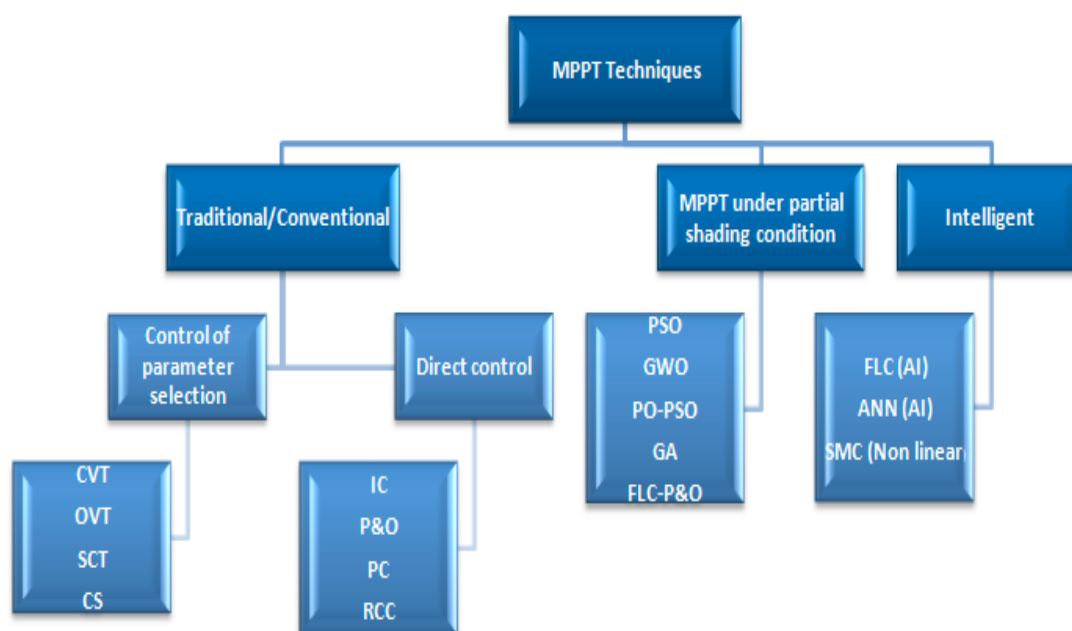 MPPT Techniques
Traditional/Conventional
MPPT under partial
shading condition
Intelligent
Control of
parameter
selection
Direct control
PSO
GWO
PO-PSO
GA
FLC-P&O
FLC (AI)
ANN (AI)
SMC (Non linear
CVT
OVT
SCT
CS
IC
P&O
PC
RCC